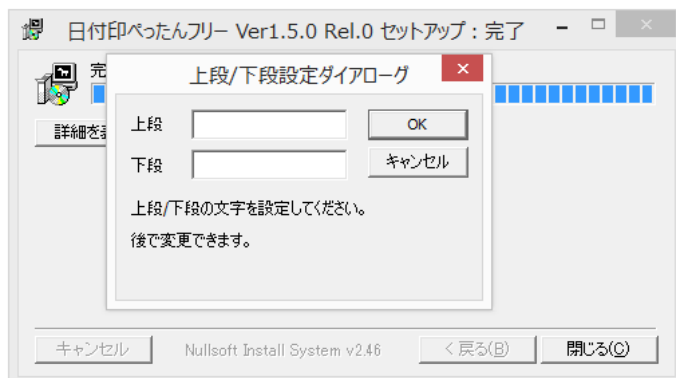 日付印ぺったんフリー Ver1.5.0 Rel.0 セットアップ：完了
上段/下段設定ダイアローグ
完
詳細を
上段
OK
下段
キャンセル
上段/下段の文字を設定してください。
後で変更できます。
Nullsoft Install System v2.46
キャンセル
< 戻る(B)
閉じる(C)